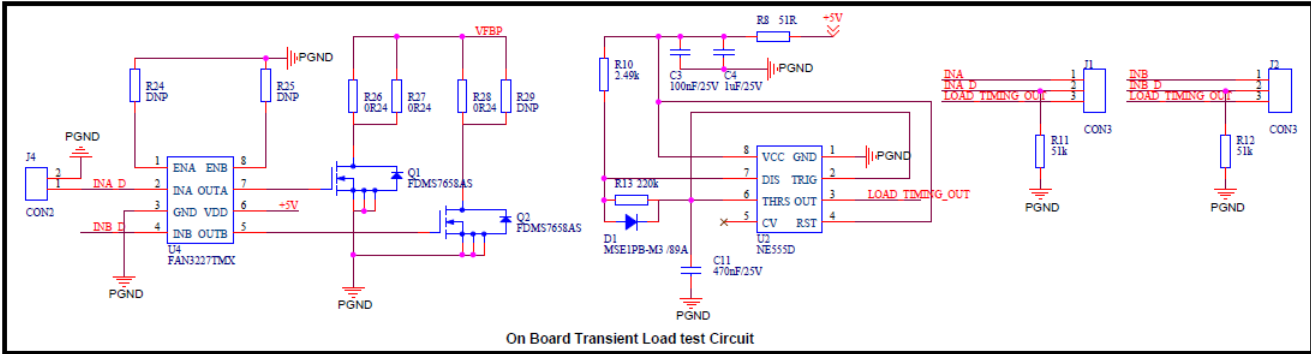 VFBP
R8 51R
+5V
PGND
R24
DNP
R25
DNP
R26
0R24
R27
0R24
R28
0R24
R29
DNP
R10
2.49k
C3
100nF/25V
C4
1uF/25V
PGND
INA
INA_D
LOAD_TIMING_OUT
1
2
3
J1
CON3
INB
INB_D
LOAD_TIMING_OUT
1
2
3
J2
CON3
R11
51k
PGND
R12
51k
PGND
PGND
J4
2
1
CON2
INA_D
INB_D
1 ENA ENB 8
2 INA OUTA 7
3 GND VDD 6
4 INB OUTB 5
+5V
U4
FAN3227TMX
PGND
Q1
FDMS7658AS
Q2
FDMS7658AS
PGND
8 VCC GND 1
7 DIS TRIG 2
6 THRS OUT 3
5 CV RST 4
PGND
LOAD_TIMING_OUT
U2
NE555D
R13 220k
D1
MSE1PB-M3 /89A
C11
470nF/25V
PGND
On Board Transient Load test Circuit